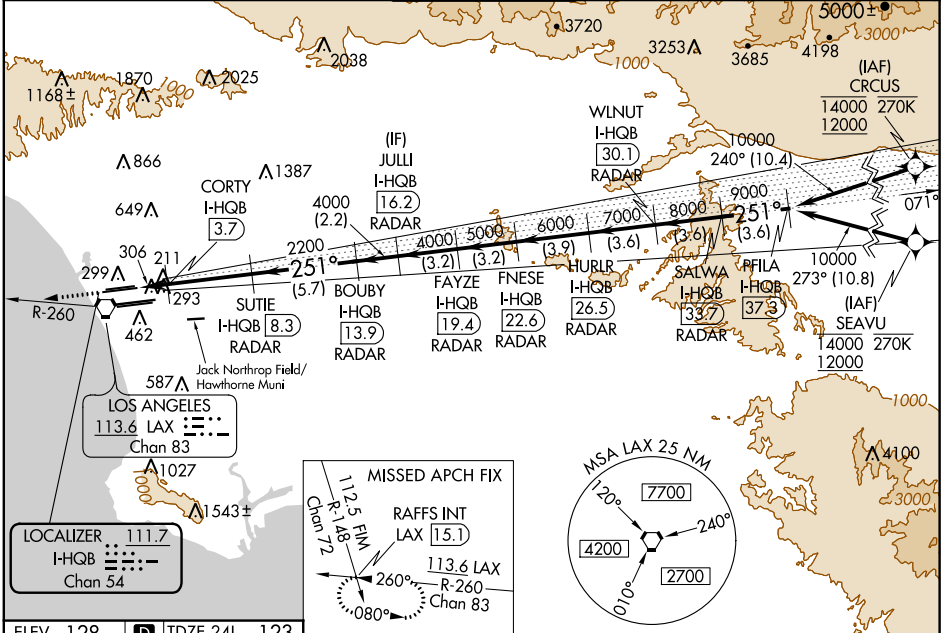 3720
5000±
3000
2038
3253
3685
4198
1000
1168±
1870
2025
(IAF)
CRCUS
14000 270K
12000
WLNUT
I-HQB
30.1
RADAR
10000
240° (10.4)
(IF)
JULLI
I-HQB
16.2
RADAR
866
1387
CORTY
I-HQB
3.7
649
4000
(2.2)
9000
8000
7000
6000
5000
4000
2200
251°
(3.6)
071°
251°
(5.7)
(3.2)
(3.2)
(3.9)
(3.6)
(3.6)
306
211
299
293
10000
273° (10.8)
R-260
462
SUTIE
I-HQB 8.3
RADAR
BOUBY
I-HQB
13.9
RADAR
FAYZE
I-HQB
19.4
RADAR
FNESE
I-HQB
22.6
RADAR
HURLR
I-HQB
26.5
RADAR
SALWA
I-HQB
33.7
RADAR
PFILA
I-HQB
37.3
(IAF)
SEAVU
14000 270K
12000
Jack Northrop Field/
Hawthorne Muni
587
LOS ANGELES
113.6 LAX
Chan 83
1000
1027
1000
1543±
4100
3000
LOCALIZER 111.7
I-HQB
Chan 54
MISSED APCH FIX
112.5 FIM
R-148
Chan 72
RAFFS INT
LAX 15.1
113.6 LAX
R-260
Chan 83
260°
080°
MSA LAX 25 NM
120°
7700
240°
4200
2700
010°
ELEV 128 D TDZE 24L 123